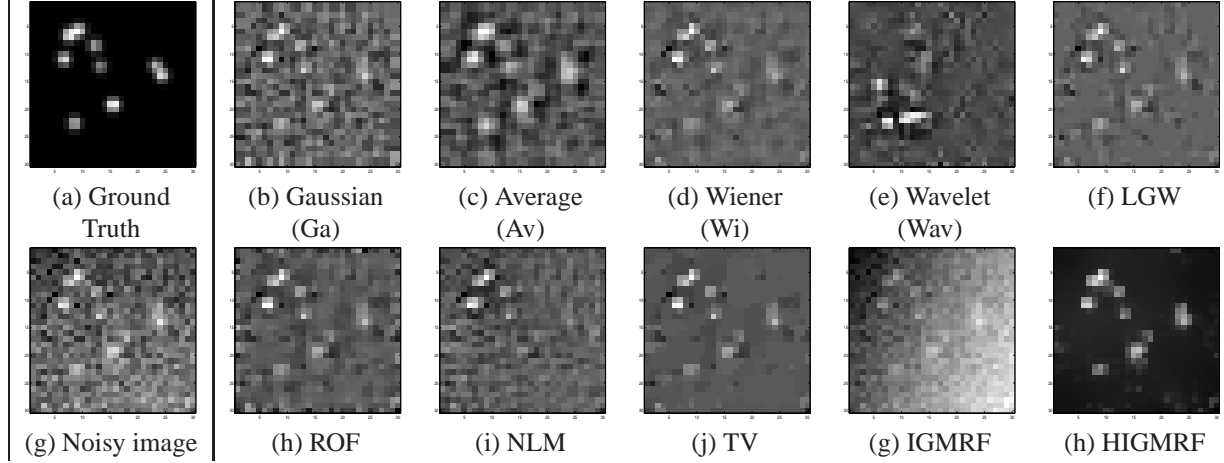 (a) Ground
Truth
(b) Gaussian
(Ga)
(c) Average
(Av)
(d) Wiener
(Wi)
(e) Wavelet
(Wav)
(f) LGW
(g) Noisy image
(h) ROF
(i) NLM
(j) TV
(g) IGMRF
(h) HIGMRF